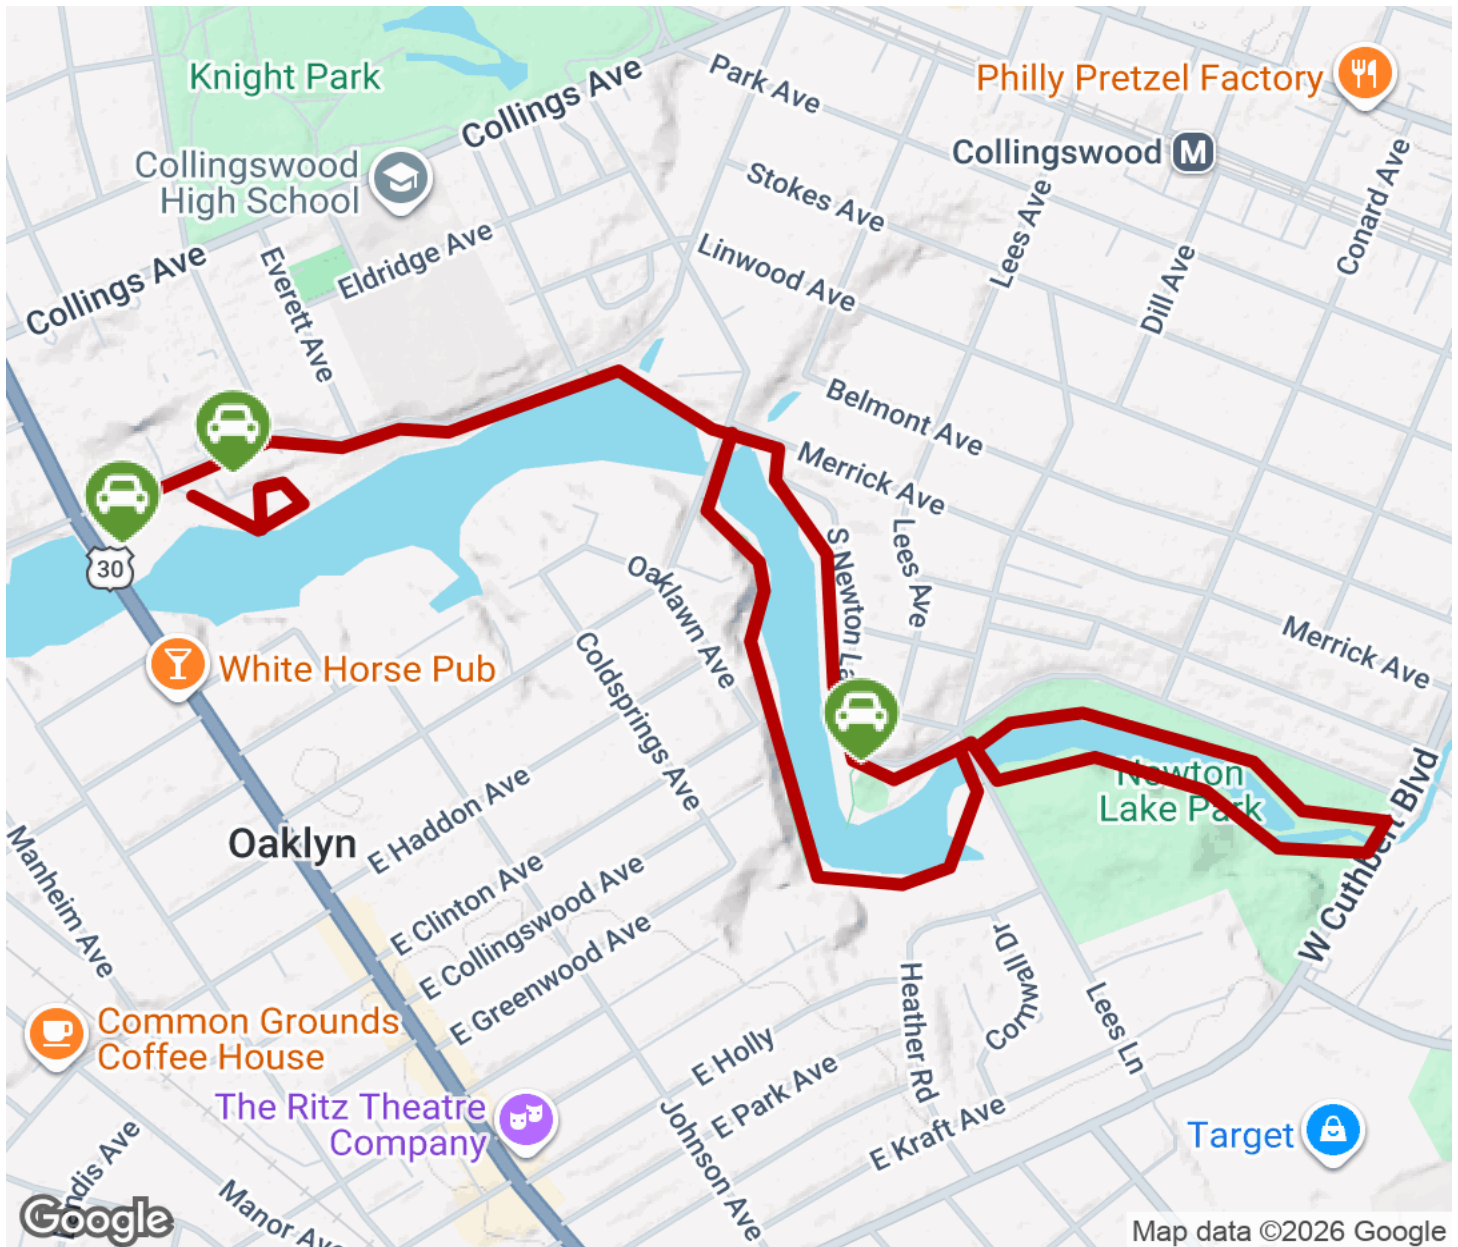 Knight Park
Collings Ave
Park Ave
Philly Pretzel Factory
Collingswood
High School
Collingswood
M
Stokes Ave
Lees Ave
Conard Ave
Collings Ave
Everett Ave
Eldridge Ave
Linwood Ave
Dill Ave
Belmont Ave
Merrick Ave
30
Oaklawn Ave
S Newton La
Lees Ave
Merrick Ave
White Horse Pub
Coldsprings Ave
Newton
Lake Park
W Cuthbert Blvd
Oaklyn
E Haddon Ave
Manheim Ave
E Clinton Ave
E Collingswood Ave
E Greenwood Ave
Heather Rd
Cornwall Dr
Lees Ln
Common Grounds
Coffee House
E Holly
E Park Ave
The Ritz Theatre
Company
Johnson Ave
E Kraft Ave
Target
Manor Ave
Google
Map data ©2026 Google